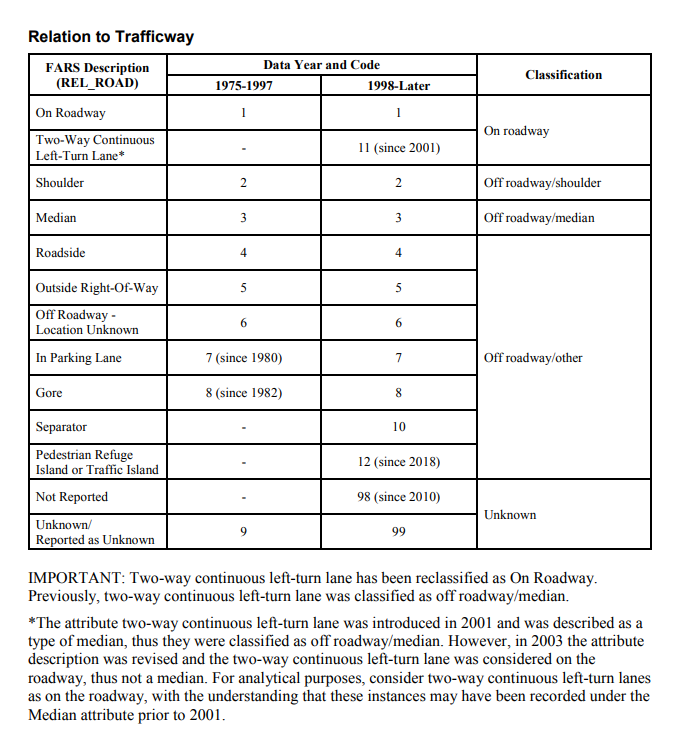 Relation to Trafficway
FARS Description
(REL_ROAD)
Data Year and Code
Classification
1975-1997
1998-Later
On Roadway
1
1
On roadway
Two-Way Continuous
Left-Turn Lane*
-
11 (since 2001)
Shoulder
2
2
Off roadway/shoulder
Median
3
3
Off roadway/median
Roadside
4
4
Off roadway/other
Outside Right-Of-Way
5
5
Off Roadway -
Location Unknown
6
6
In Parking Lane
7 (since 1980)
7
Gore
8 (since 1982)
8
Separator
-
10
Pedestrian Refuge
Island or Traffic Island
-
12 (since 2018)
Not Reported
-
98 (since 2010)
Unknown
Unknown/
Reported as Unknown
9
99
IMPORTANT: Two-way continuous left-turn lane has been reclassified as On Roadway.
Previously, two-way continuous left-turn lane was classified as off roadway/median.
*The attribute two-way continuous left-turn lane was introduced in 2001 and was described as a
type of median, thus they were classified as off roadway/median. However, in 2003 the attribute
description was revised and the two-way continuous left-turn lane was considered on the
roadway, thus not a median. For analytical purposes, consider two-way continuous left-turn lanes
as on the roadway, with the understanding that these instances may have been recorded under the
Median attribute prior to 2001.